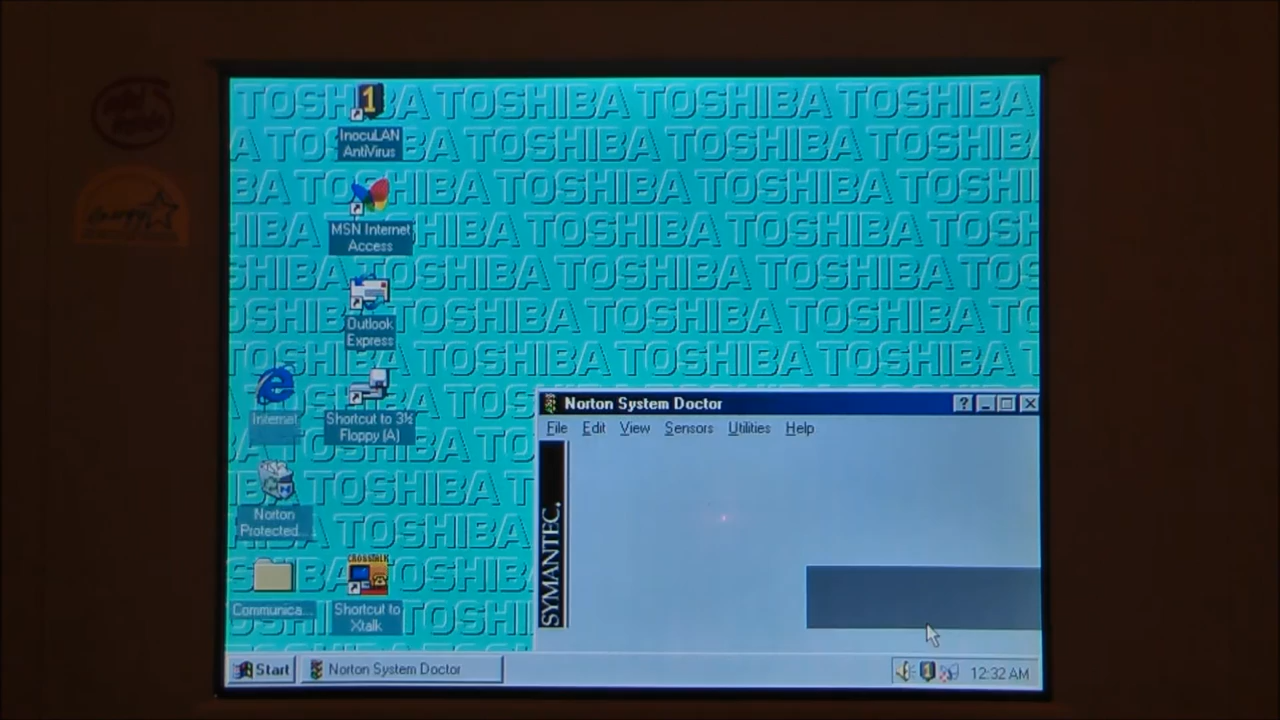 TOSHIBA TOSHIBA TOSHIBA TOSHIBA
InocuLAN
AntiVirus
MSN Internet
Access
Outlook
Express
Internet
Shortcut to 3½
Floppy (A)
Norton
Protected...
Communica...
CROSSTALK
Shortcut to
Xtalk
Norton System Doctor
File Edit View Sensors Utilities Help
SYMANTEC.
Start
Norton System Doctor
12:32 AM